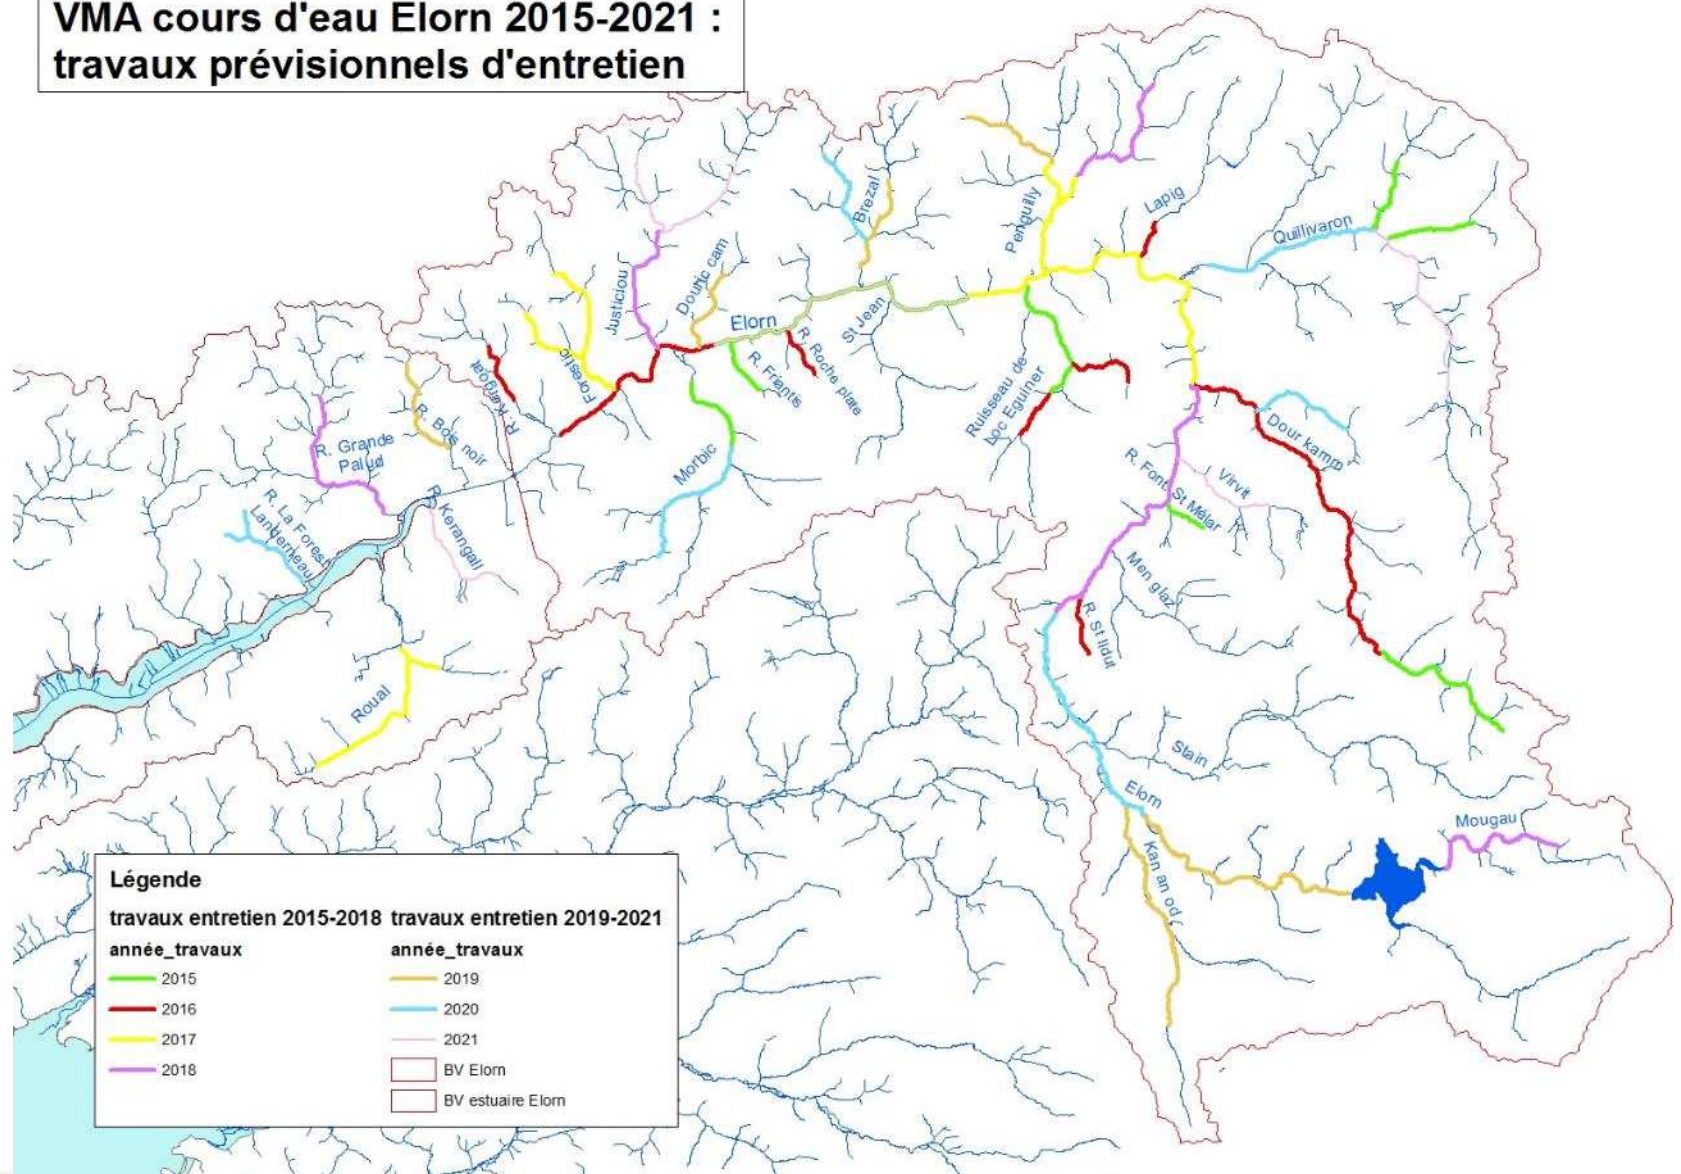 VMA cours d'eau Elorn 2015-2021 :
travaux prévisionnels d'entretien
Lapig
Quillivaron
Penguilly
Brezal
Justiciou
Douric cam
Elorn
St Jean
R. Roche plate
R. Friantis
Forestic
R. Kergoat
R. Bois noir
R. Grande
Palud
R. La Forest
Landerneau
R. Kerangall
Morbic
Ruisseau de
Loc Eguiner
Dour kamm
Virvit
R. Font. St Mélar
Men glaz
R. St Ildut
Roual
Stain
Elorn
Mougau
Kan an od
Légende
travaux entretien 2015-2018 travaux entretien 2019-2021
année_travaux année_travaux
2015 2019
2016 2020
2017 2021
2018 BV Elorn
BV estuaire Elorn